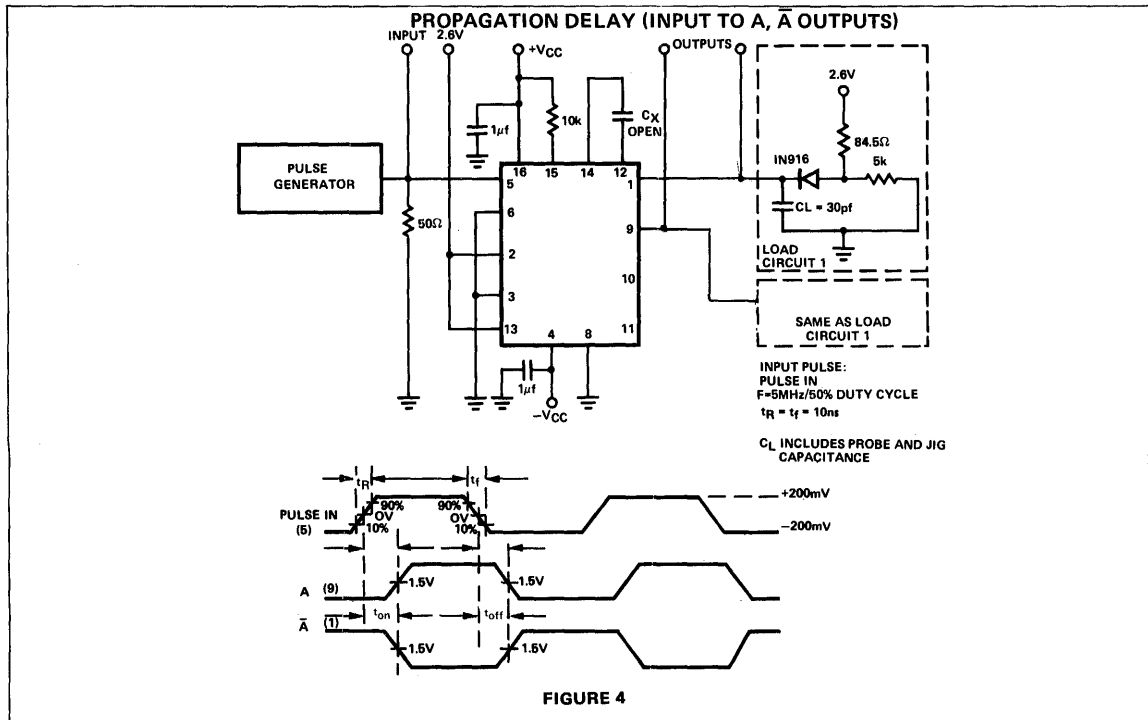 PROPAGATION DELAY (INPUT TO A, A̅ OUTPUTS)
INPUT 2.6V
+VCC
OUTPUTS
2.6V
1µf
10k
CX
OPEN
84.5Ω
IN916
5k
PULSE
GENERATOR
16 15 14 12
5
1
6
50Ω
CL = 30pf
9
2
LOAD
CIRCUIT 1
10
3
13
4 8
11
SAME AS LOAD
CIRCUIT 1
1µf
−VCC
INPUT PULSE:
PULSE IN
F=5MHz/50% DUTY CYCLE
tR = tf = 10ns
CL INCLUDES PROBE AND JIG
CAPACITANCE
tR tf
+200mV
90% 90%
PULSE IN
OV OV
(5)
10% 10%
−200mV
A (9)
1.5V 1.5V
A̅ (1)
ton toff
1.5V 1.5V
FIGURE 4